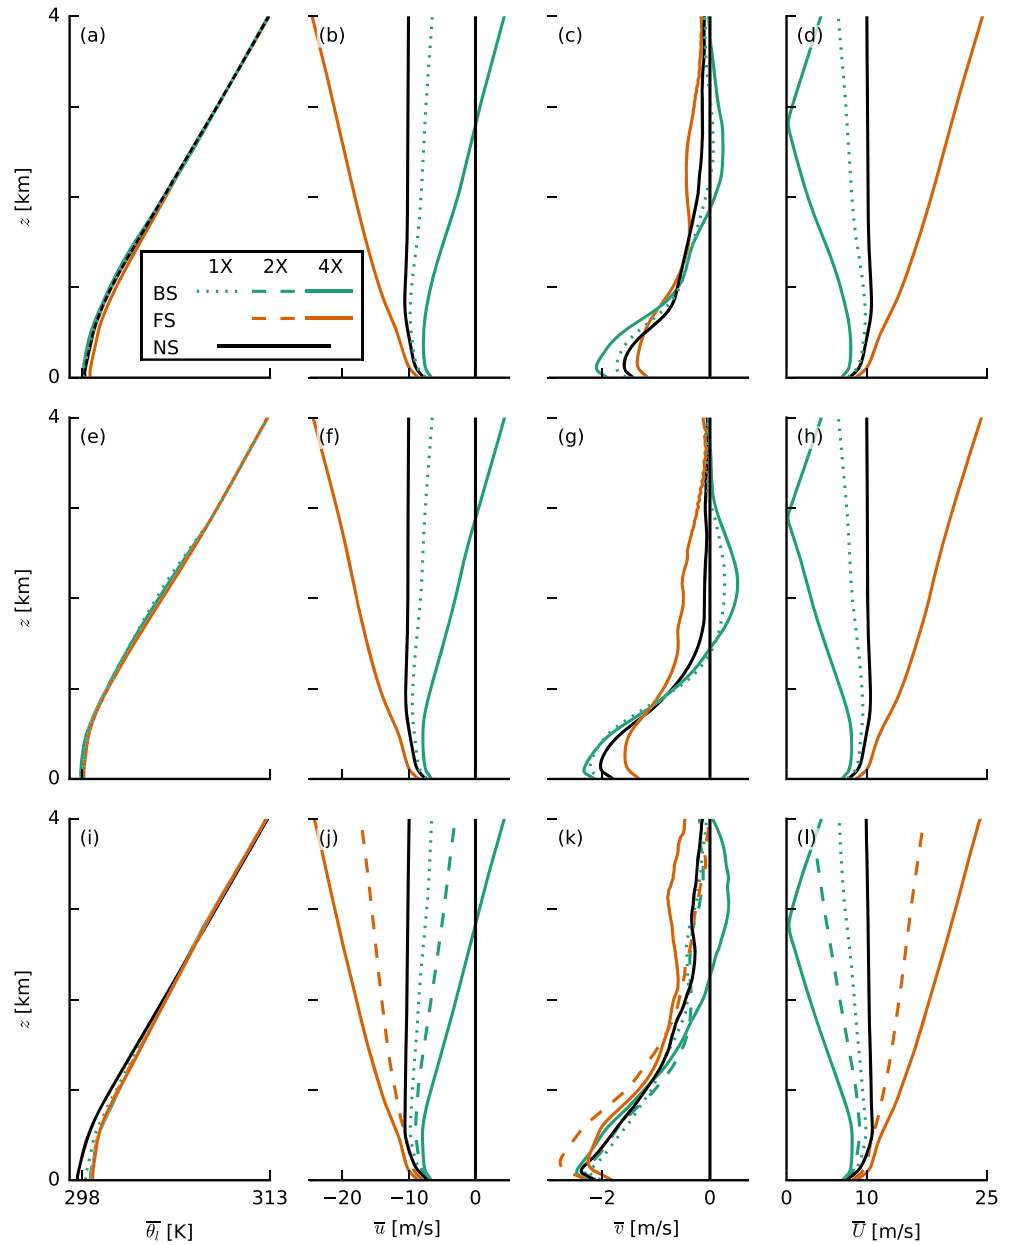 4
(a) (b) (c) (d)
z [km]
1X 2X 4X
BS
FS
NS
0
4
(e) (f) (g) (h)
z [km]
0
4
(i) (j) (k) (l)
z [km]
0
298 313 −20 −10 0 −2 0 0 10 25
θ̅_l [K] u̅ [m/s] v̅ [m/s] U̅ [m/s]